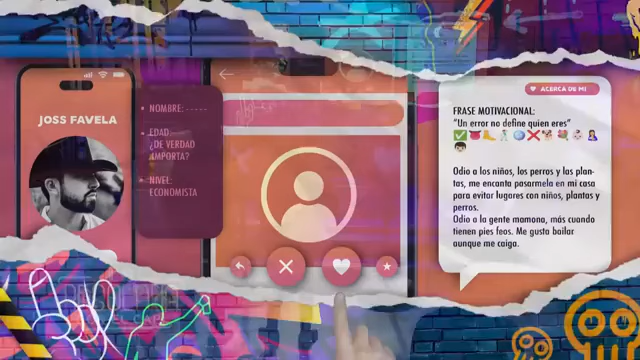 JOSS FAVELA
• NOMBRE: -----
• EDAD:
¿DE VERDAD
IMPORTA?
• NIVEL:
ECONOMISTA
ACERCA DE MI
FRASE MOTIVACIONAL:
"Un error no define quien eres"
Odio a los niños, los perros y las plan-
tas, me encanta pasarmela en mi casa
para evitar lugares con niños, plantas y
perros.
Odio a la gente mamona, más cuando
tienen pies feos. Me gusta bailar
aunque me caiga.